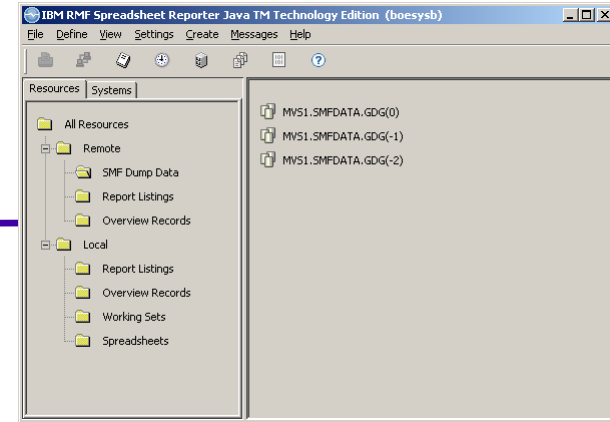 IBM RMF Spreadsheet Reporter Java TM Technology Edition (boesysb)
File Define View Settings Create Messages Help
Resources Systems
All Resources
Remote
SMF Dump Data
Report Listings
Overview Records
Local
Report Listings
Overview Records
Working Sets
Spreadsheets
MVS1.SMFDATA.GDG(0)
MVS1.SMFDATA.GDG(-1)
MVS1.SMFDATA.GDG(-2)